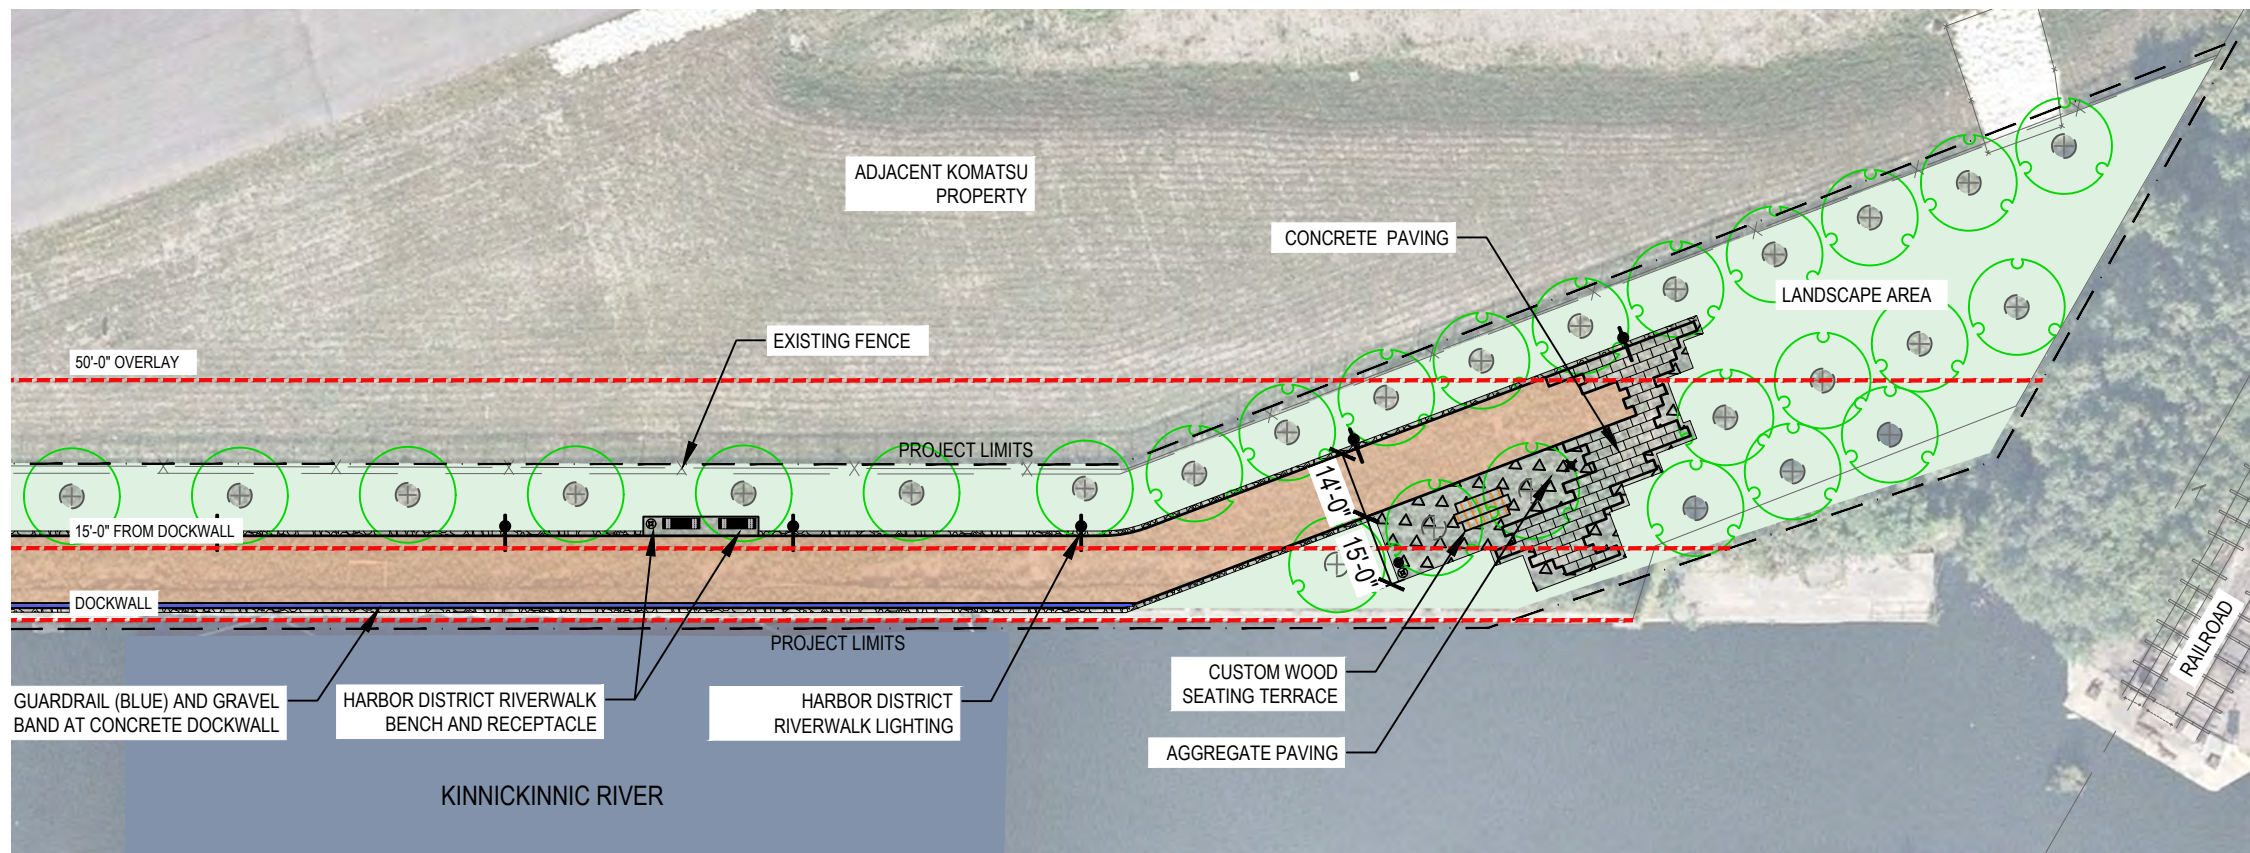 ADJACENT KOMATSU
PROPERTY
CONCRETE PAVING
LANDSCAPE AREA
EXISTING FENCE
50'-0" OVERLAY
PROJECT LIMITS
14'-0"
15'-0" FROM DOCKWALL
15'-0"
DOCKWALL
PROJECT LIMITS
RAILROAD
GUARDRAIL (BLUE) AND GRAVEL
BAND AT CONCRETE DOCKWALL
HARBOR DISTRICT RIVERWALK
BENCH AND RECEPTACLE
HARBOR DISTRICT
RIVERWALK LIGHTING
CUSTOM WOOD
SEATING TERRACE
AGGREGATE PAVING
KINNICKINNIC RIVER